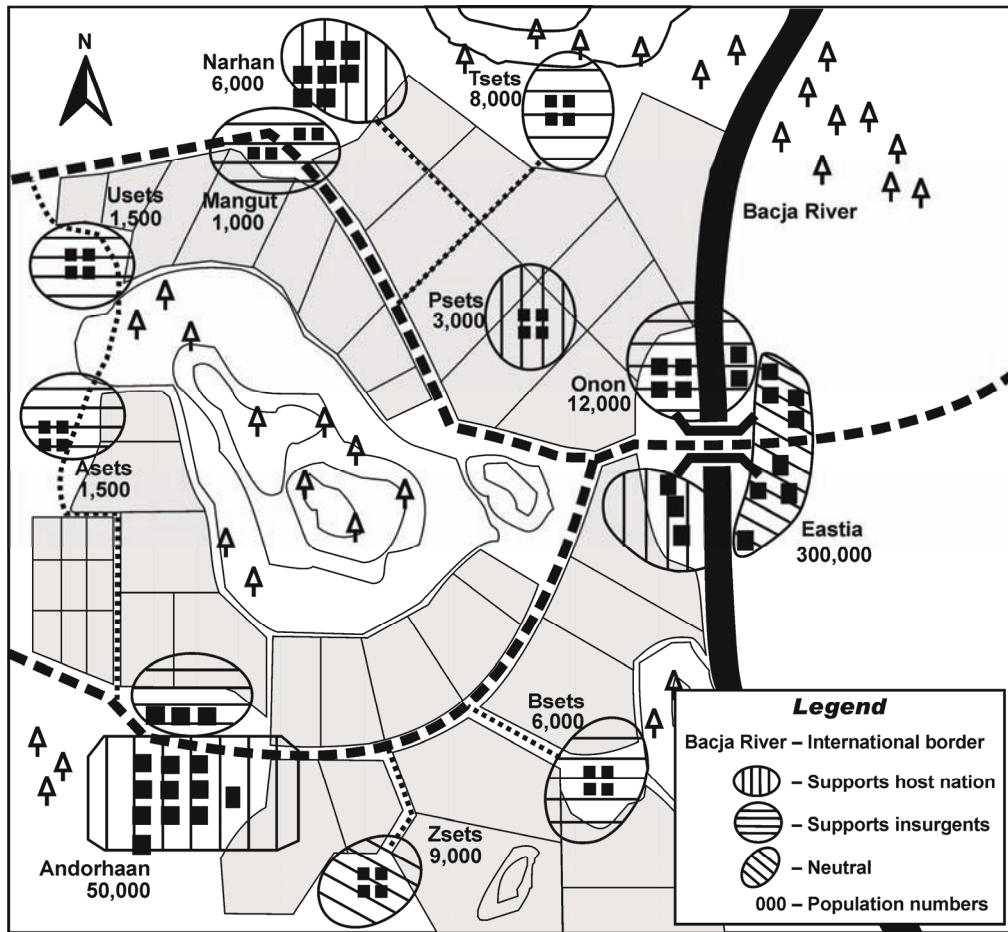 N
Narhan
6,000
Tsets
8,000
Usets
1,500
Mangut
1,000
Bacja River
Psets
3,000
Onon
12,000
Asets
1,500
Eastia
300,000
Bsets
6,000
Zsets
9,000
Andorhaan
50,000
Legend
Bacja River – International border
– Supports host nation
– Supports insurgents
– Neutral
000 – Population numbers